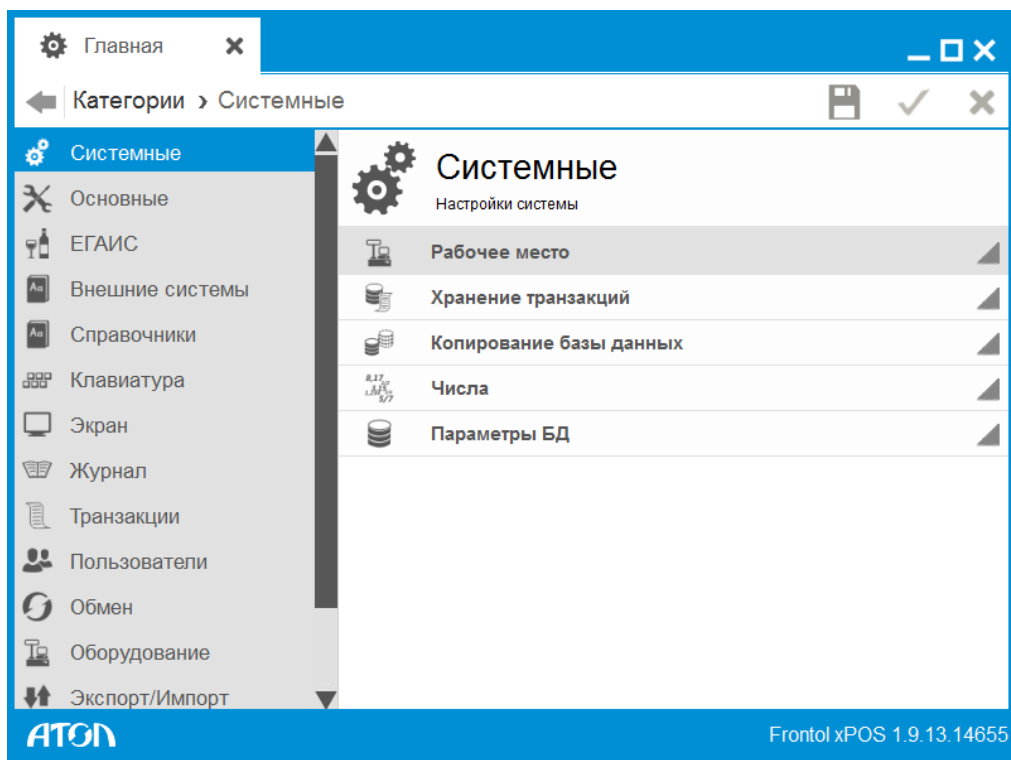 Главная
Категории › Системные
Системные
Основные
ЕГАИС
Внешние системы
Справочники
Клавиатура
Экран
Журнал
Транзакции
Пользователи
Обмен
Оборудование
Экспорт/Импорт
Системные
Настройки системы
Рабочее место
Хранение транзакций
Копирование базы данных
Числа
Параметры БД
АТОЛ
Frontol xPOS 1.9.13.14655